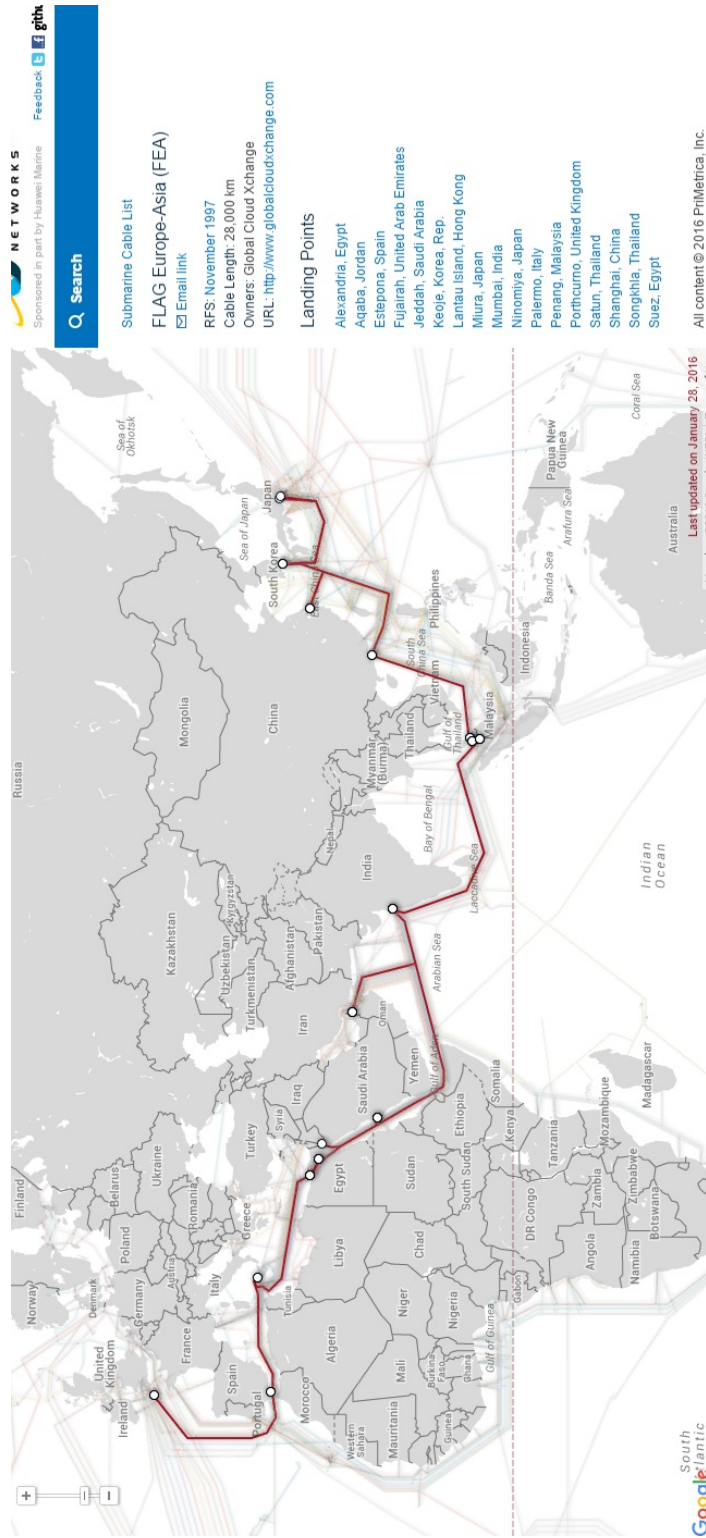 NETWORKS
Sponsored in part by Huawei Marine
Feedback
Search
Submarine Cable List
FLAG Europe-Asia (FEA)
Email link
RFS: November 1997
Cable Length: 28,000 km
Owners: Global Cloud Xchange
URL: http://www.globalcloudxchange.com
Landing Points
Alexandria, Egypt
Aqaba, Jordan
Estepona, Spain
Fujairah, United Arab Emirates
Jeddah, Saudi Arabia
Keoje, Korea, Rep.
Lantau Island, Hong Kong
Miura, Japan
Mumbai, India
Ninomiya, Japan
Palermo, Italy
Penang, Malaysia
Porthcurno, United Kingdom
Satun, Thailand
Shanghai, China
Songkhla, Thailand
Suez, Egypt
All content © 2016 PriMetrica, Inc.
Last updated on January 28, 2016
Norway
Finland
Russia
Sea of
Okhotsk
Denmark
United
Kingdom
Ireland
Belarus
Poland
Germany
Ukraine
Kazakhstan
Mongolia
Austria
France
Romania
Italy
Uzbekistan
Kyrgyzstan
Sea of Japan
Spain
Portugal
Greece
Turkey
Turkmenistan
China
South Korea
Japan
Tunisia
Syria
Iraq
Iran
Afghanistan
Pakistan
Nepal
East China Sea
Morocco
Algeria
Libya
Egypt
Saudi Arabia
Oman
India
Myanmar
(Burma)
Western
Sahara
Mauritania
Mali
Niger
Chad
Sudan
Yemen
Thailand
Vietnam
South
China Sea
Philippines
Burkina
Faso
Guinea
Ghana
Nigeria
Gulf of Aden
Arabian Sea
Bay of Bengal
Gulf of
Thailand
Ethiopia
South Sudan
Somalia
Laccadive Sea
Malaysia
Gulf of Guinea
Gabon
DR Congo
Kenya
Tanzania
Indonesia
Banda Sea
Arafura Sea
Papua New
Guinea
Angola
Zambia
Mozambique
Madagascar
Namibia
Zimbabwe
Botswana
Indian
Ocean
Australia
Coral Sea
South
Atlantic
Google